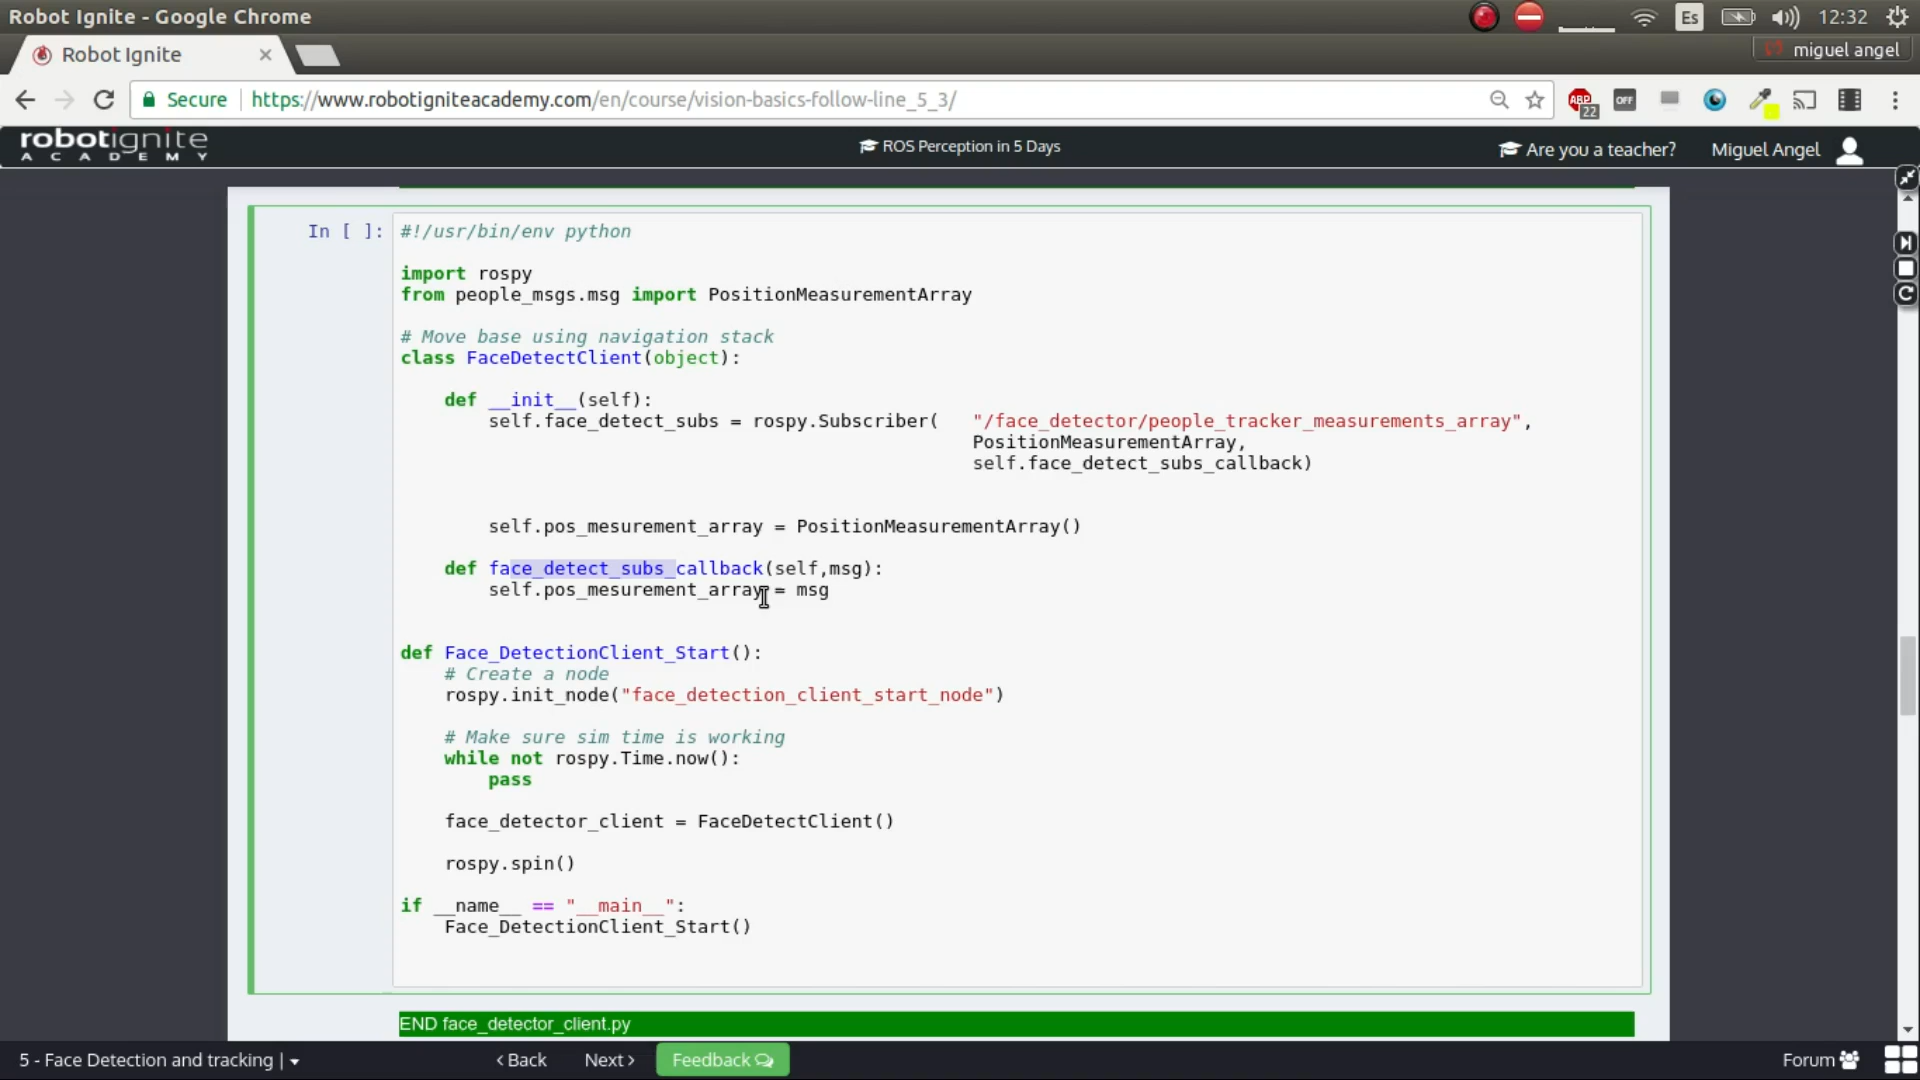 Robot Ignite - Google Chrome
Es
12:32
Robot Ignite
miguel angel
Secure
https://www.robotigniteacademy.com/en/course/vision-basics-follow-line_5_3/
ABP
22
OFF
robotignite
ACADEMY
ROS Perception in 5 Days
Are you a teacher?
Miguel Angel
In [ ]:
#!/usr/bin/env python
import rospy
from people_msgs.msg import PositionMeasurementArray
# Move base using navigation stack
class FaceDetectClient(object):
def __init__(self):
self.face_detect_subs = rospy.Subscriber( "/face_detector/people_tracker_measurements_array",
PositionMeasurementArray,
self.face_detect_subs_callback)
self.pos_mesurement_array = PositionMeasurementArray()
def face_detect_subs_callback(self,msg):
self.pos_mesurement_array = msg
def Face_DetectionClient_Start():
# Create a node
rospy.init_node("face_detection_client_start_node")
# Make sure sim time is working
while not rospy.Time.now():
pass
face_detector_client = FaceDetectClient()
rospy.spin()
if __name__ == "__main__":
Face_DetectionClient_Start()
END face_detector_client.py
5 - Face Detection and tracking |
Back
Next
Feedback
Forum